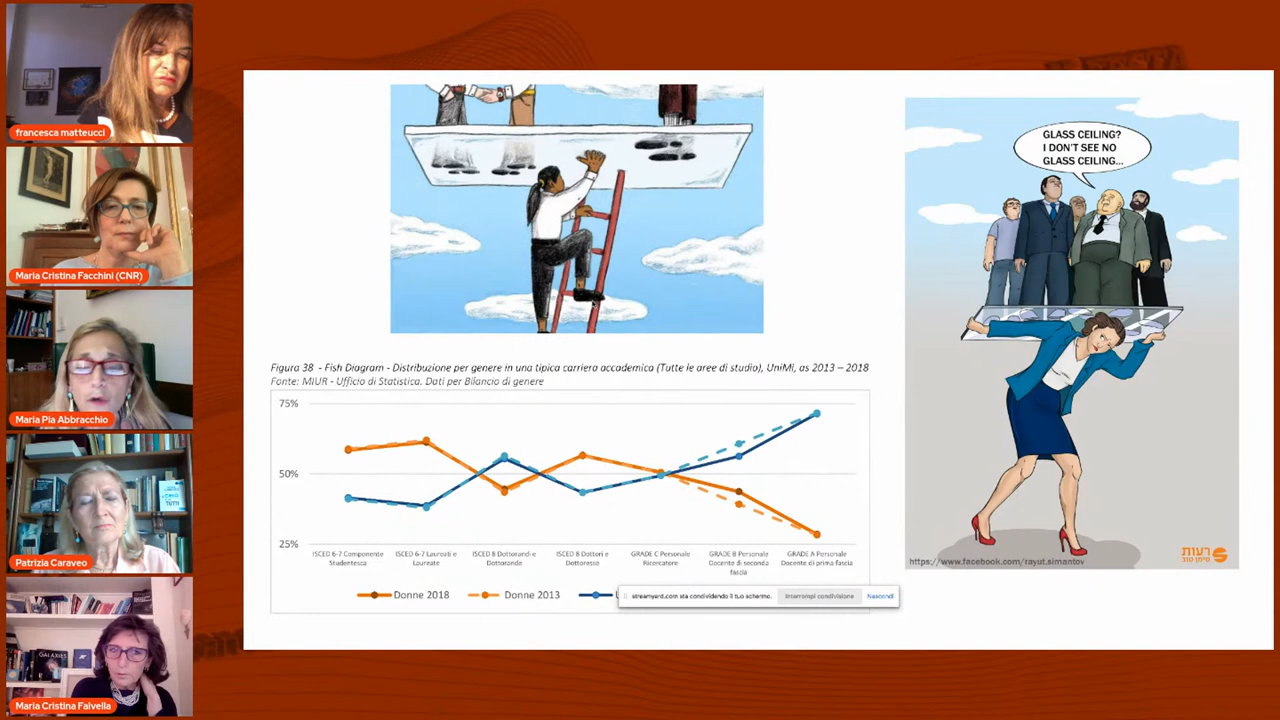 francesca matteucci
Maria Cristina Facchini (CNR)
Maria Pia Abbracchio
Patrizia Caraveo
GALAXIES
Maria Cristina Falvella
GLASS CEILING?
I DON'T SEE NO
GLASS CEILING...
https://www.facebook.com/rayut.simantov
רעות
סימן טוב
Figura 38 - Fish Diagram - Distribuzione per genere in una tipica carriera accademica (Tutte le aree di studio), UniMi, as 2013 – 2018
Fonte: MIUR - Ufficio di Statistica. Dati per Bilancio di genere
75%
50%
25%
ISCED 6-7 Componente Studentesca
ISCED 6-7 Laureati e Laureate
ISCED 8 Dottorandi e Dottorande
ISCED 8 Dottori e Dottoresse
GRADE C Personale Ricercatore
GRADE B Personale Docente di seconda fascia
GRADE A Personale Docente di prima fascia
Donne 2018
Donne 2013
streamyard.com sta condividendo il tuo schermo.
Interrompi condivisione
Nascondi